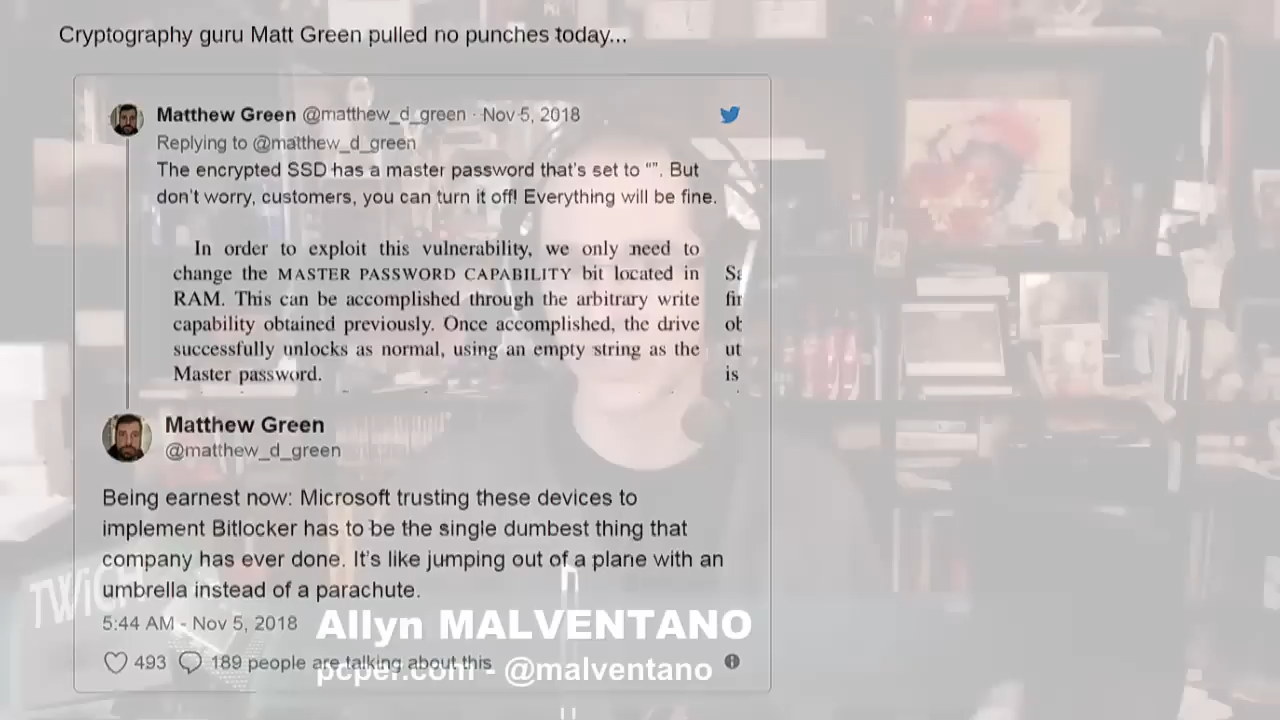 Cryptography guru Matt Green pulled no punches today...
Matthew Green @matthew_d_green · Nov 5, 2018
Replying to @matthew_d_green
The encrypted SSD has a master password that's set to “”. But
don't worry, customers, you can turn it off! Everything will be fine.
In order to exploit this vulnerability, we only need to
change the MASTER PASSWORD CAPABILITY bit located in
RAM. This can be accomplished through the arbitrary write
capability obtained previously. Once accomplished, the drive
successfully unlocks as normal, using an empty string as the
Master password.
Sa
fir
ob
ut
is
Matthew Green
@matthew_d_green
Being earnest now: Microsoft trusting these devices to
implement Bitlocker has to be the single dumbest thing that
company has ever done. It's like jumping out of a plane with an
umbrella instead of a parachute.
5:44 AM - Nov 5, 2018
493 189 people are talking about this
Allyn MALVENTANO
pcper.com - @malventano